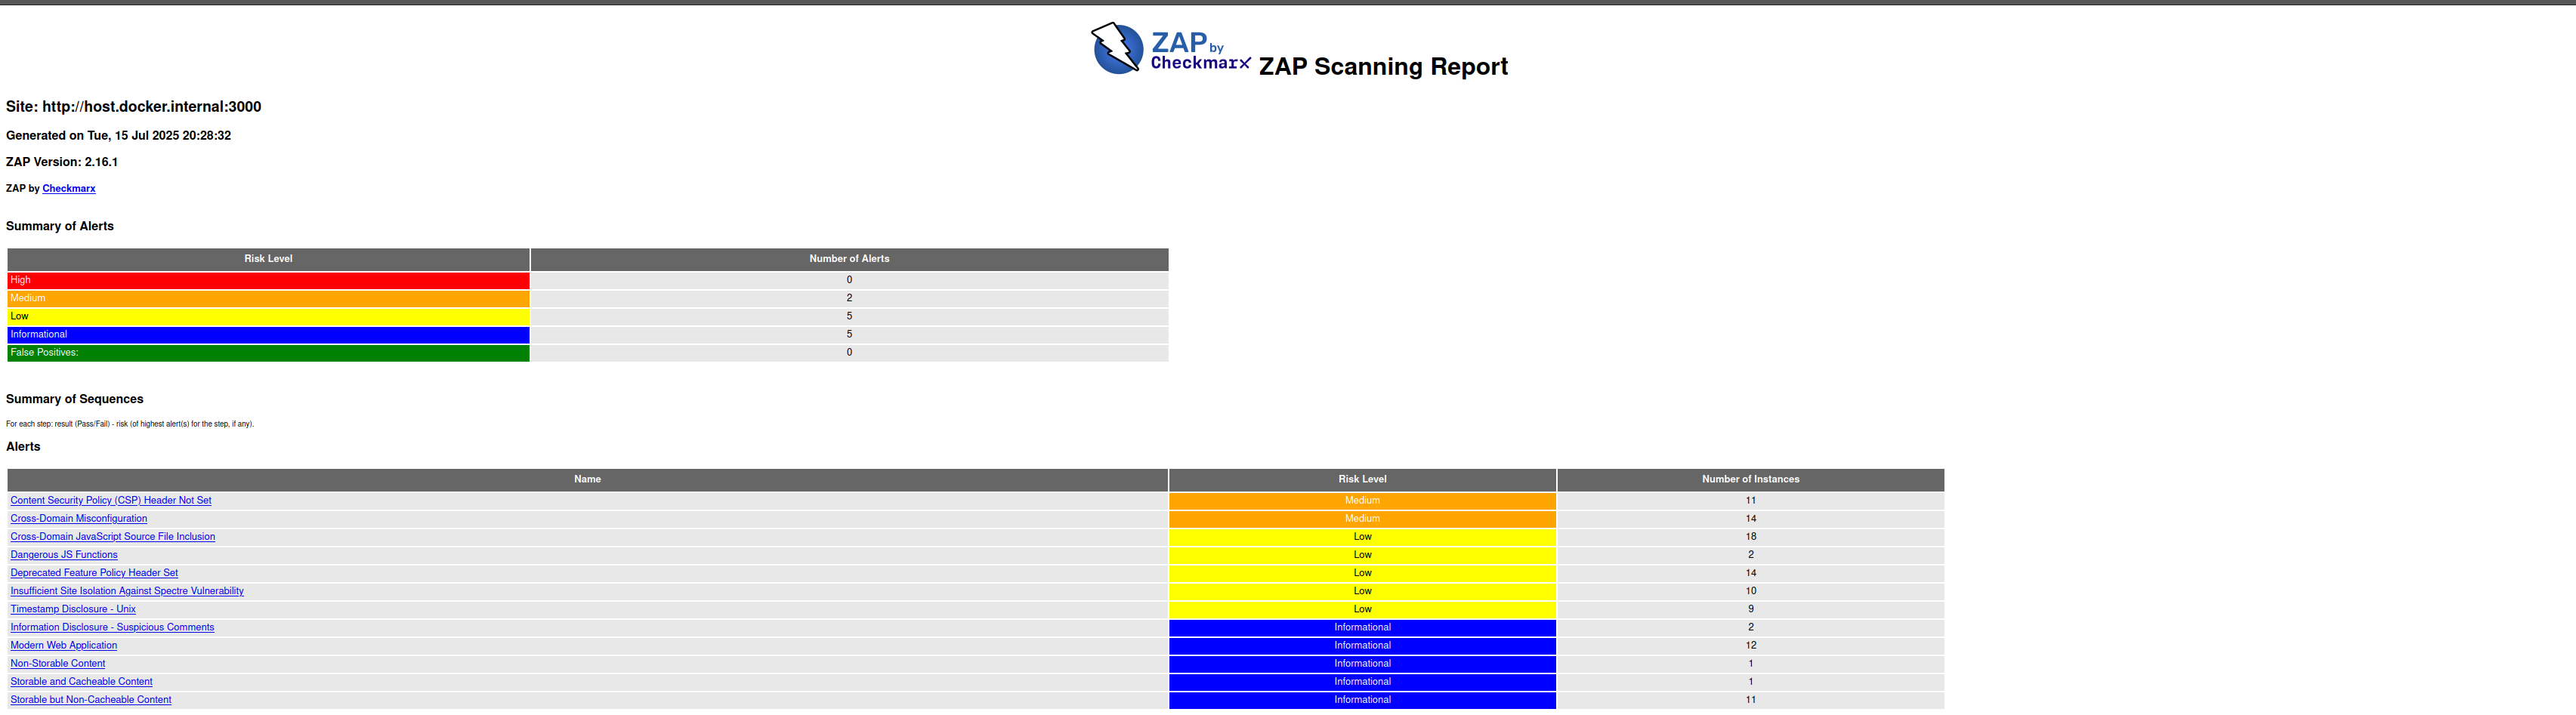 ZAP by
Checkmarx ZAP Scanning Report
Site: http://host.docker.internal:3000
Generated on Tue, 15 Jul 2025 20:28:32
ZAP Version: 2.16.1
ZAP by Checkmarx
Summary of Alerts
Risk Level Number of Alerts
High 0
Medium 2
Low 5
Informational 5
False Positives: 0
Summary of Sequences
For each step: result (Pass/Fail) - risk (of highest alert(s) for the step, if any).
Alerts
Name Risk Level Number of Instances
Content Security Policy (CSP) Header Not Set Medium 11
Cross-Domain Misconfiguration Medium 14
Cross-Domain JavaScript Source File Inclusion Low 18
Dangerous JS Functions Low 2
Deprecated Feature Policy Header Set Low 14
Insufficient Site Isolation Against Spectre Vulnerability Low 10
Timestamp Disclosure - Unix Low 9
Information Disclosure - Suspicious Comments Informational 2
Modern Web Application Informational 12
Non-Storable Content Informational 1
Storable and Cacheable Content Informational 1
Storable but Non-Cacheable Content Informational 11